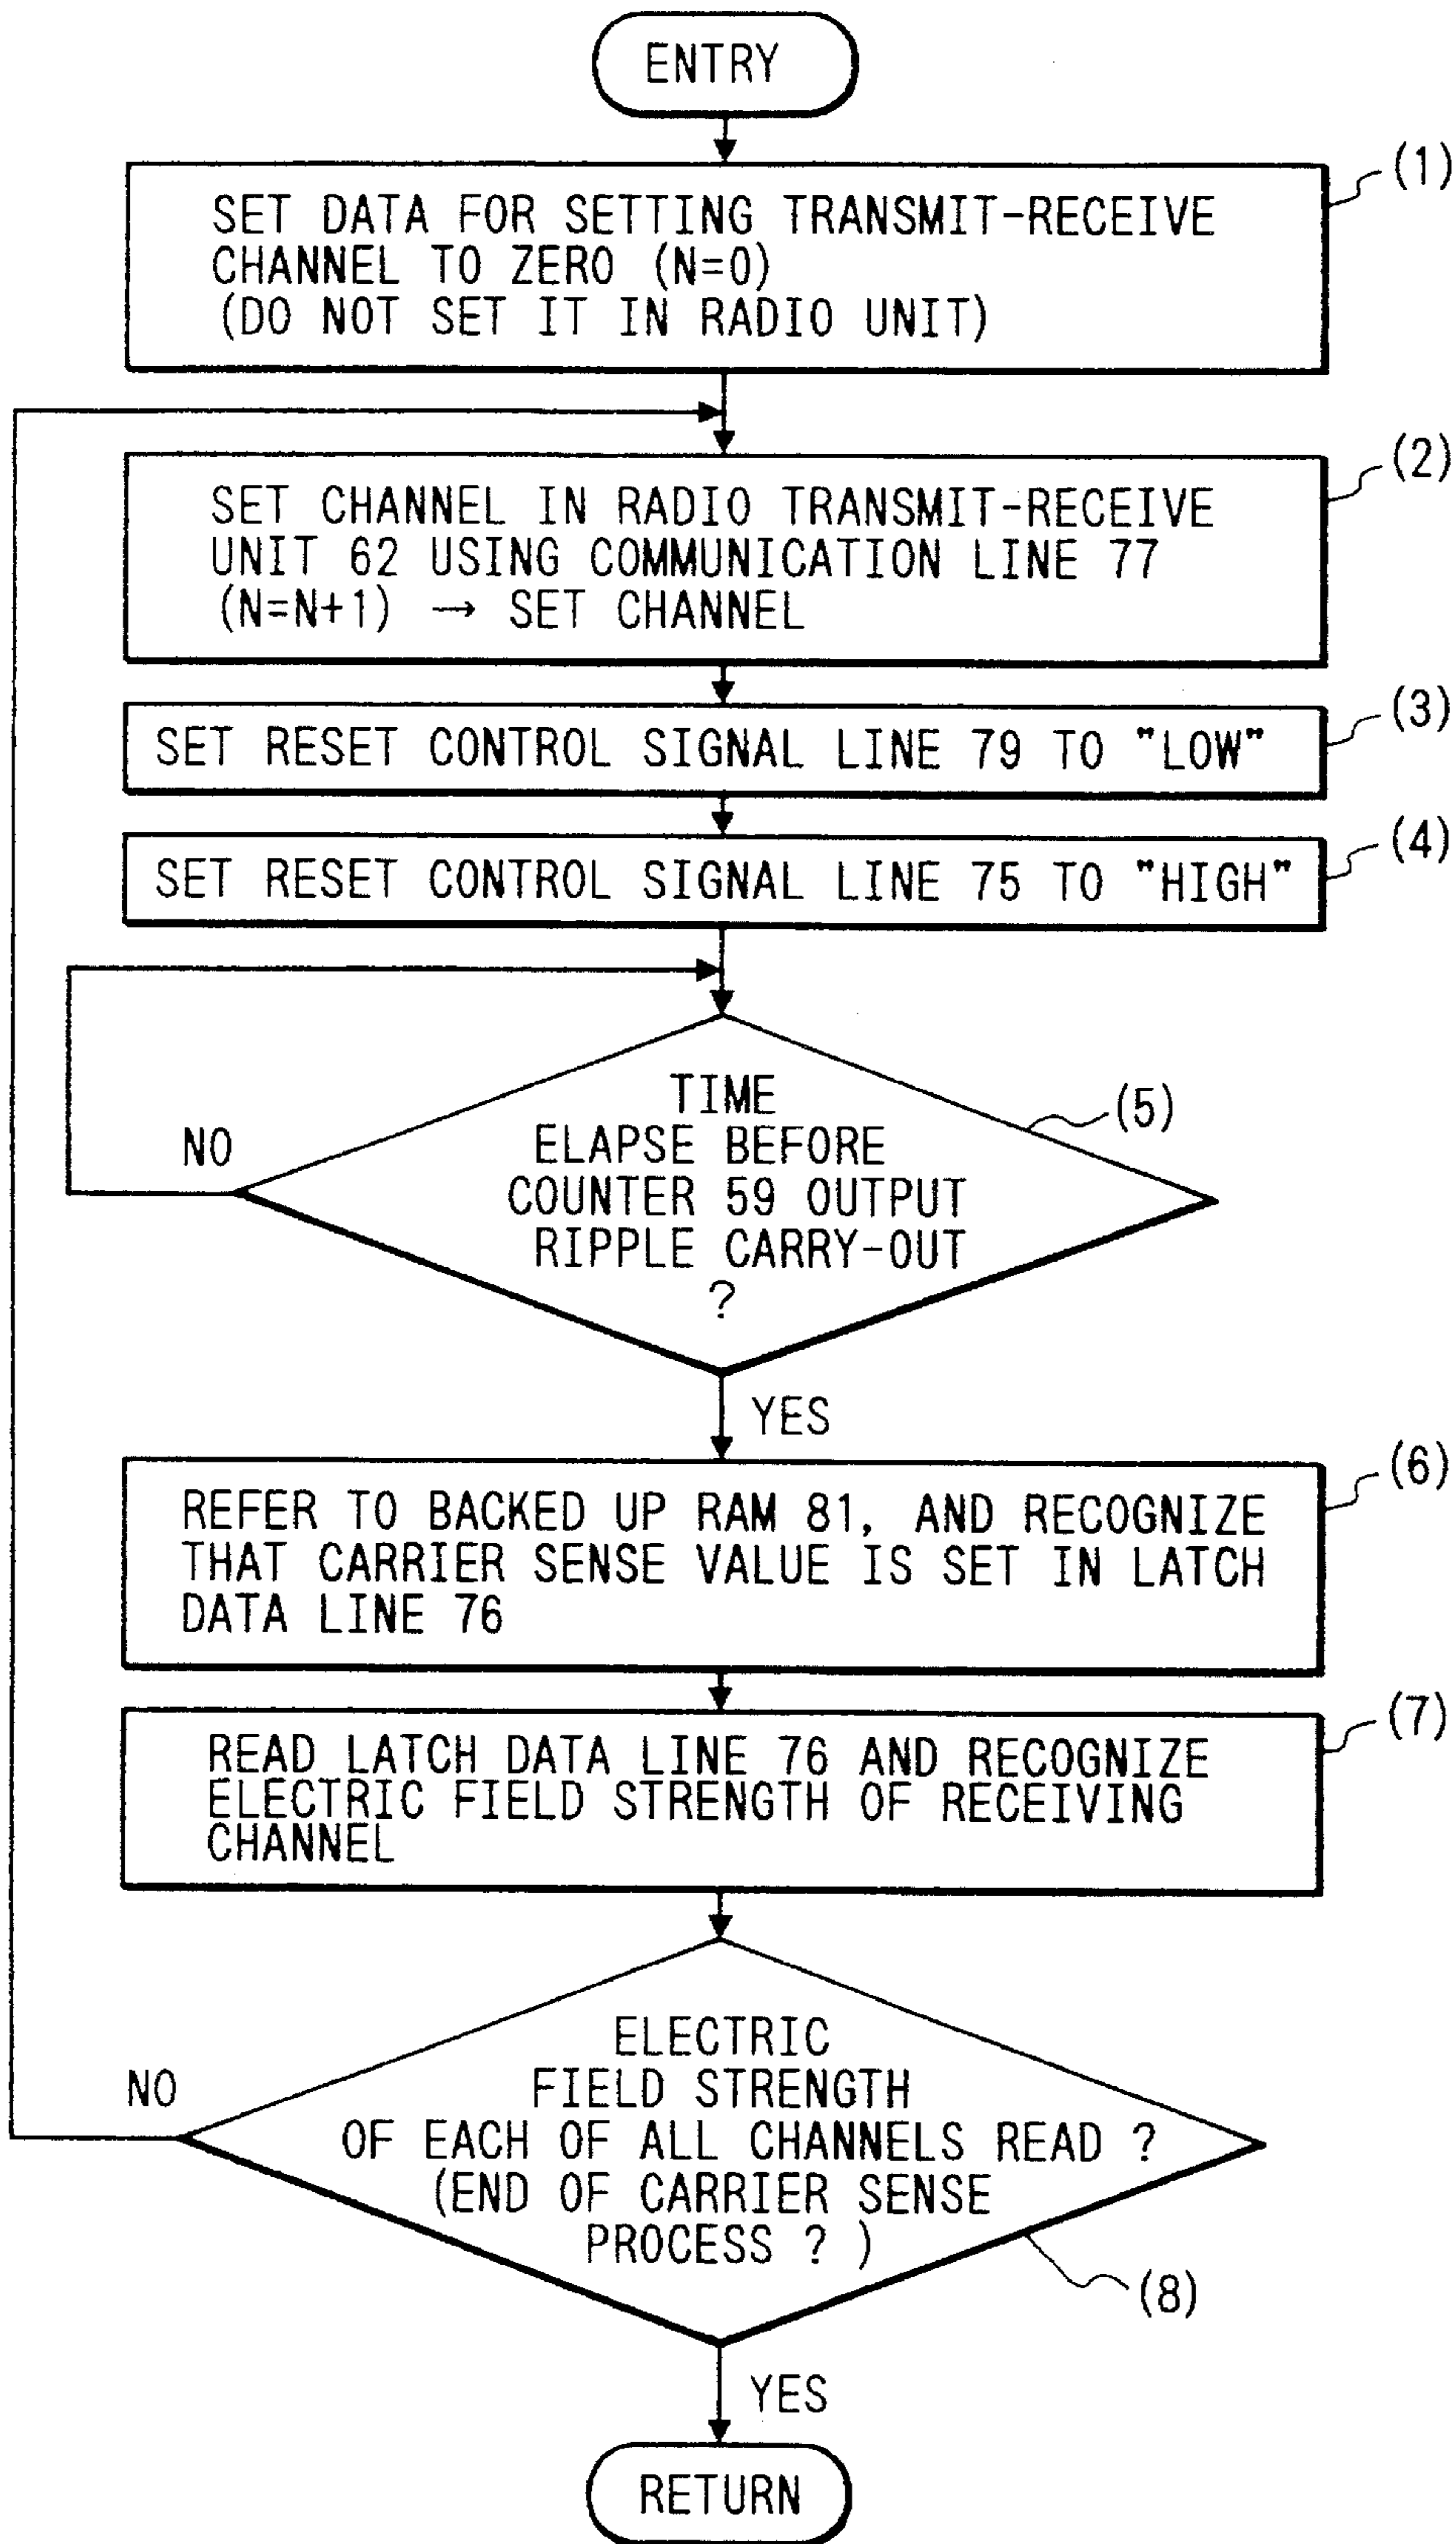 ENTRY
(1)
SET DATA FOR SETTING TRANSMIT-RECEIVE
CHANNEL TO ZERO (N=0)
(DO NOT SET IT IN RADIO UNIT)
(2)
SET CHANNEL IN RADIO TRANSMIT-RECEIVE
UNIT 62 USING COMMUNICATION LINE 77
(N=N+1) → SET CHANNEL
(3)
SET RESET CONTROL SIGNAL LINE 79 TO "LOW"
(4)
SET RESET CONTROL SIGNAL LINE 75 TO "HIGH"
(5)
TIME
ELAPSE BEFORE
COUNTER 59 OUTPUT
RIPPLE CARRY-OUT
?
NO
YES
(6)
REFER TO BACKED UP RAM 81, AND RECOGNIZE
THAT CARRIER SENSE VALUE IS SET IN LATCH
DATA LINE 76
(7)
READ LATCH DATA LINE 76 AND RECOGNIZE
ELECTRIC FIELD STRENGTH OF RECEIVING
CHANNEL
ELECTRIC
FIELD STRENGTH
OF EACH OF ALL CHANNELS READ ?
(END OF CARRIER SENSE
PROCESS ? )
NO
(8)
YES
RETURN